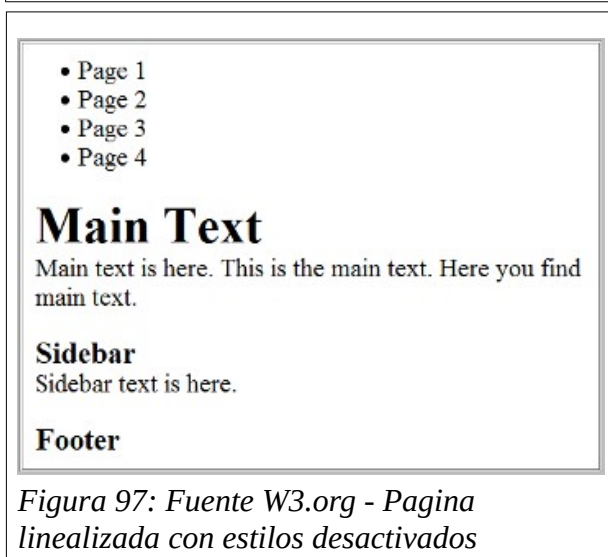 • Page 1
• Page 2
• Page 3
• Page 4
Main Text
Main text is here. This is the main text. Here you find
main text.
Sidebar
Sidebar text is here.
Footer
Figura 97: Fuente W3.org - Pagina
linealizada con estilos desactivados